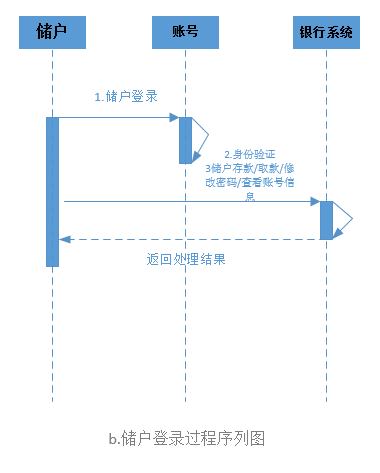 储户
账号
银行系统
1.储户登录
2.身份验证
3储户存款/取款/修
改密码/查看账号信
息
返回处理结果
b.储户登录过程序列图